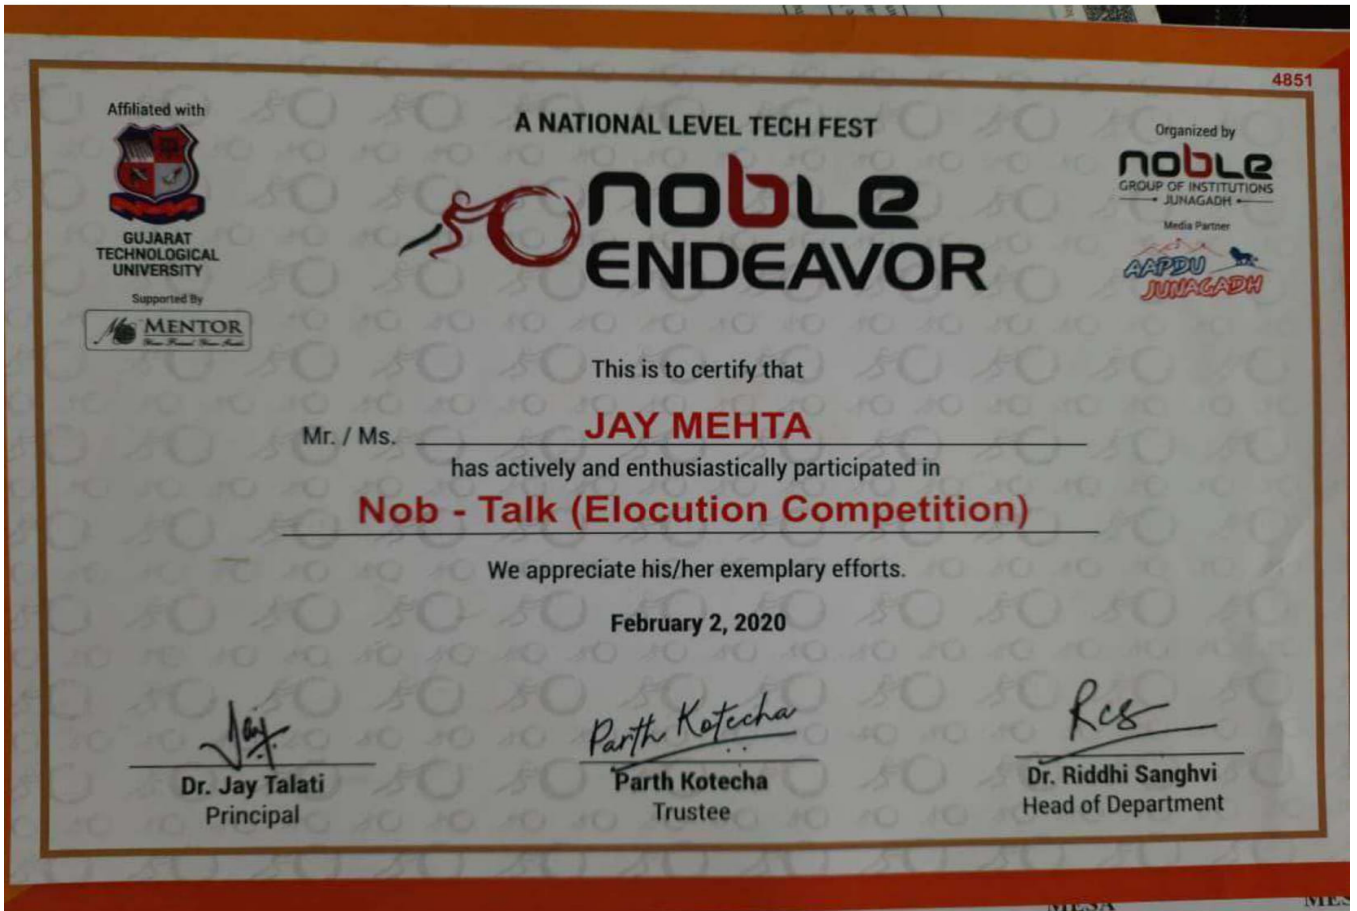 4851
Affiliated with
GUJARAT
TECHNOLOGICAL
UNIVERSITY
Supported By
MENTOR
A NATIONAL LEVEL TECH FEST
noble
ENDEAVOR
Organized by
noble
GROUP OF INSTITUTIONS
JUNAGADH
Media Partner
AAPDU
JUNAGADH
This is to certify that
Mr. / Ms. JAY MEHTA
has actively and enthusiastically participated in
Nob - Talk (Elocution Competition)
We appreciate his/her exemplary efforts.
February 2, 2020
Parth Kotecha
Dr. Jay Talati
Principal
Parth Kotecha
Trustee
Dr. Riddhi Sanghvi
Head of Department